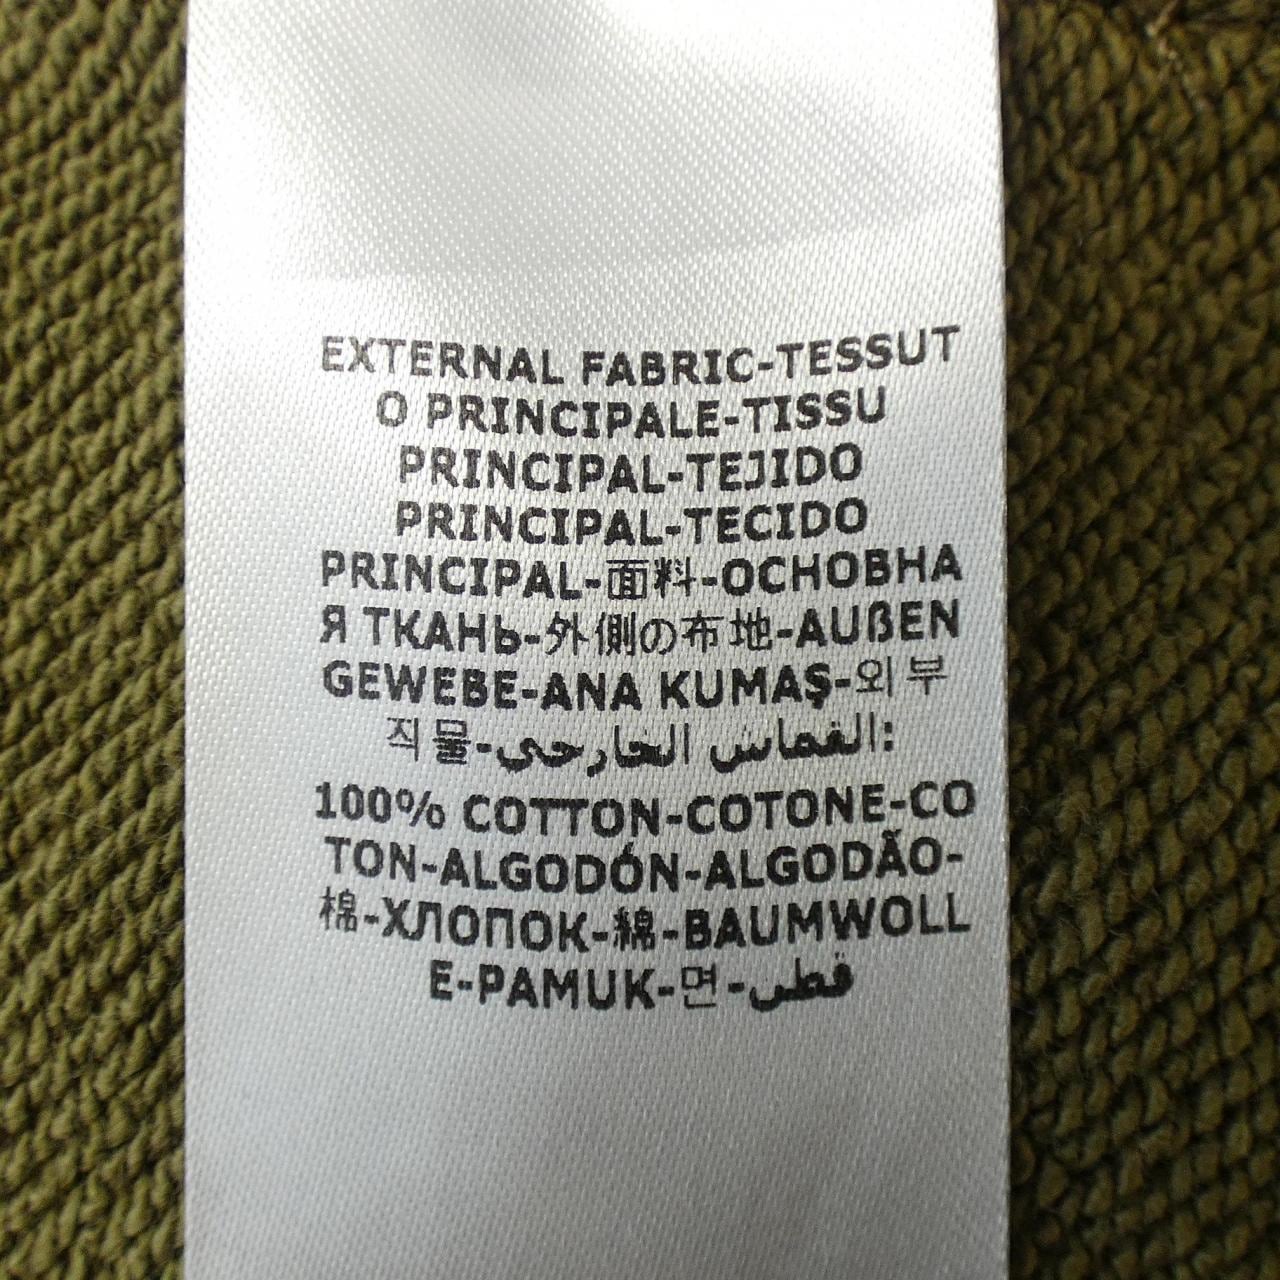 EXTERNAL FABRIC-TESSUT
O PRINCIPALE-TISSU
PRINCIPAL-TEJIDO
PRINCIPAL-TECIDO
PRINCIPAL-面料-ОСНОВНА
Я ТКАНЬ-外側の布地-AUßEN
GEWEBE-ANA KUMAŞ-외부
직물-القماش الخارجي:
100% COTTON-COTONE-CO
TON-ALGODÓN-ALGODÃO-
棉-ХЛОПОК-綿-BAUMWOLL
E-PAMUK-면-قطن